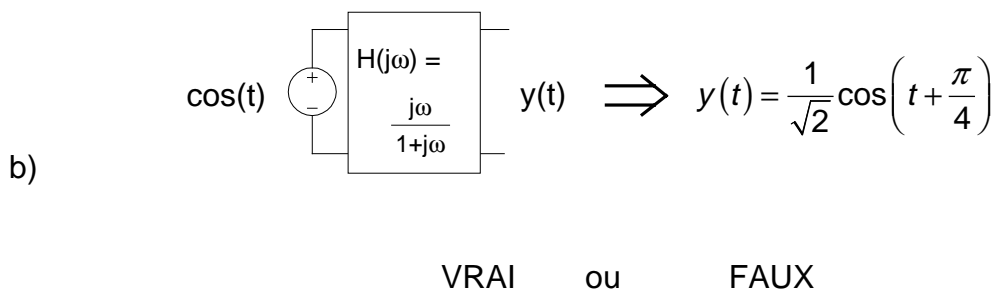 b)
cos(t)
+
−
H(jω) =
jω
1+jω
y(t) ⟹ y(t) = 1/√2 cos(t + π/4)
VRAI ou FAUX